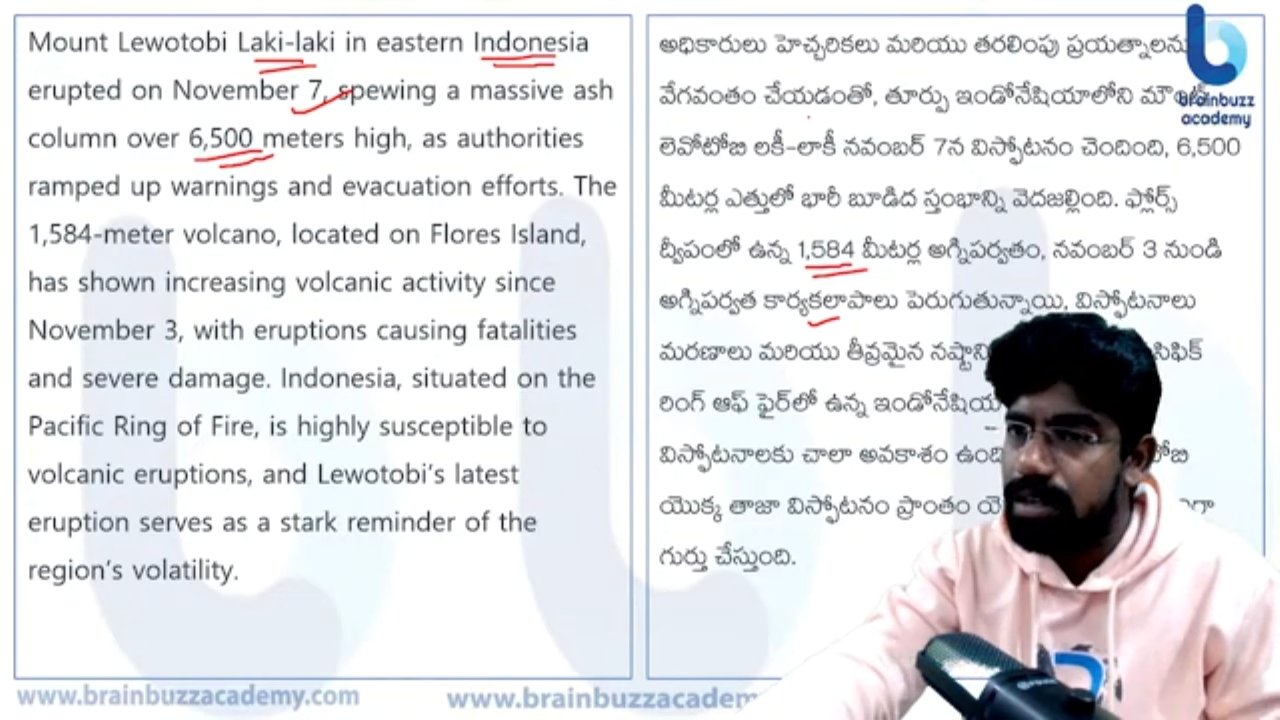 Mount Lewotobi Laki-laki in eastern Indonesia
erupted on November 7, spewing a massive ash
column over 6,500 meters high, as authorities
ramped up warnings and evacuation efforts. The
1,584-meter volcano, located on Flores Island,
has shown increasing volcanic activity since
November 3, with eruptions causing fatalities
and severe damage. Indonesia, situated on the
Pacific Ring of Fire, is highly susceptible to
volcanic eruptions, and Lewotobi's latest
eruption serves as a stark reminder of the
region's volatility.
అధికారులు హెచ్చరికలు మరియు తరలింపు ప్రయత్నాలను
వేగవంతం చేయడంతో, తూర్పు ఇండోనేషియాలోని మౌంట్
లెవోటోబి లకీ-లాకీ నవంబర్ 7న విస్ఫోటనం చెందింది, 6,500
మీటర్ల ఎత్తులో భారీ బూడిద స్తంభాన్ని వెదజల్లింది. ఫ్లోర్స్
ద్వీపంలో ఉన్న 1,584 మీటర్ల అగ్నిపర్వతం, నవంబర్ 3 నుండి
అగ్నిపర్వత కార్యకలాపాలు పెరుగుతున్నాయి, విస్ఫోటనాలు
మరణాలు మరియు తీవ్రమైన
రింగ్ ఆఫ్ ఫైర్‌లో ఉన్న
విస్ఫోటనాలకు చాలా అవకాశం
యొక్క తాజా విస్ఫోటనం ప్రాంతం
గుర్తు చేస్తుంది.
brainbuzz
academy
www.brainbuzzacademy.com